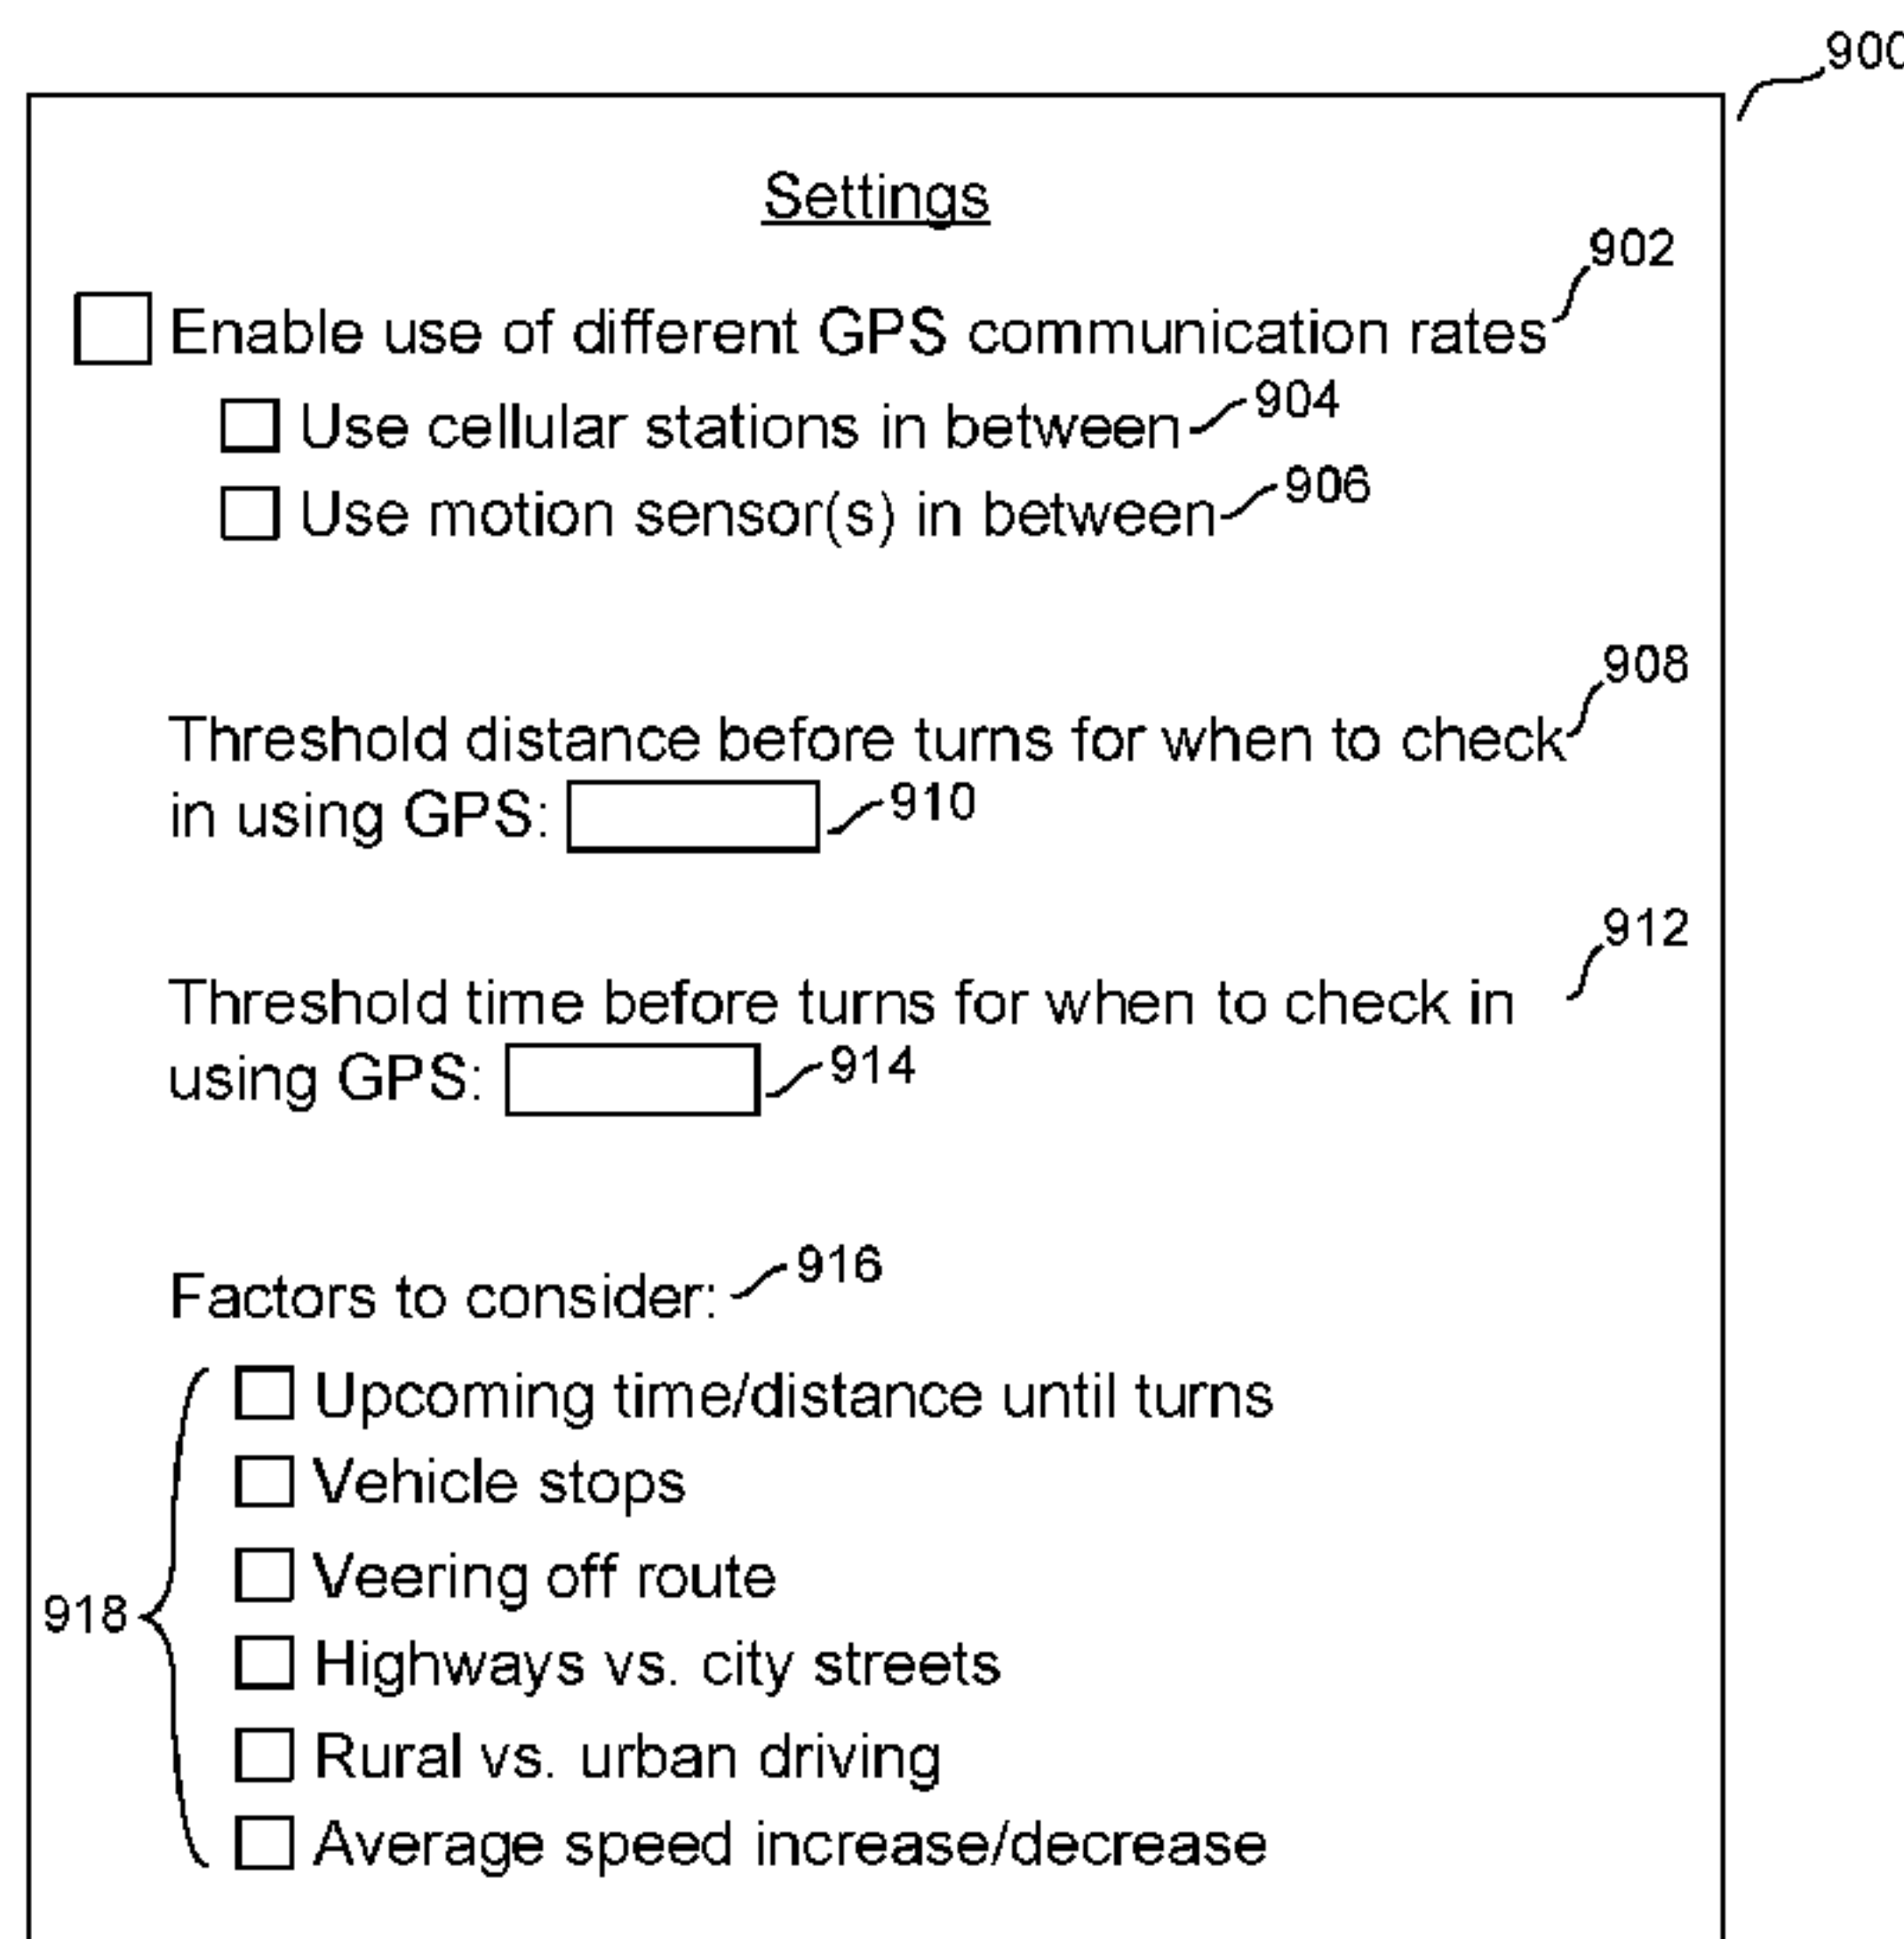 900
Settings
902
Enable use of different GPS communication rates
Use cellular stations in between 904
Use motion sensor(s) in between 906
908
Threshold distance before turns for when to check
in using GPS: 910
912
Threshold time before turns for when to check in
using GPS: 914
Factors to consider: 916
Upcoming time/distance until turns
Vehicle stops
Veering off route
918
Highways vs. city streets
Rural vs. urban driving
Average speed increase/decrease